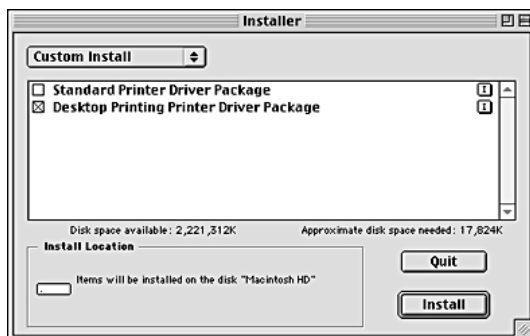 Installer
Custom Install
Standard Printer Driver Package
Desktop Printing Printer Driver Package
Disk space available: 2,221,312K Approximate disk space needed: 17,824K
Install Location
Items will be installed on the disk "Macintosh HD"
Quit
Install